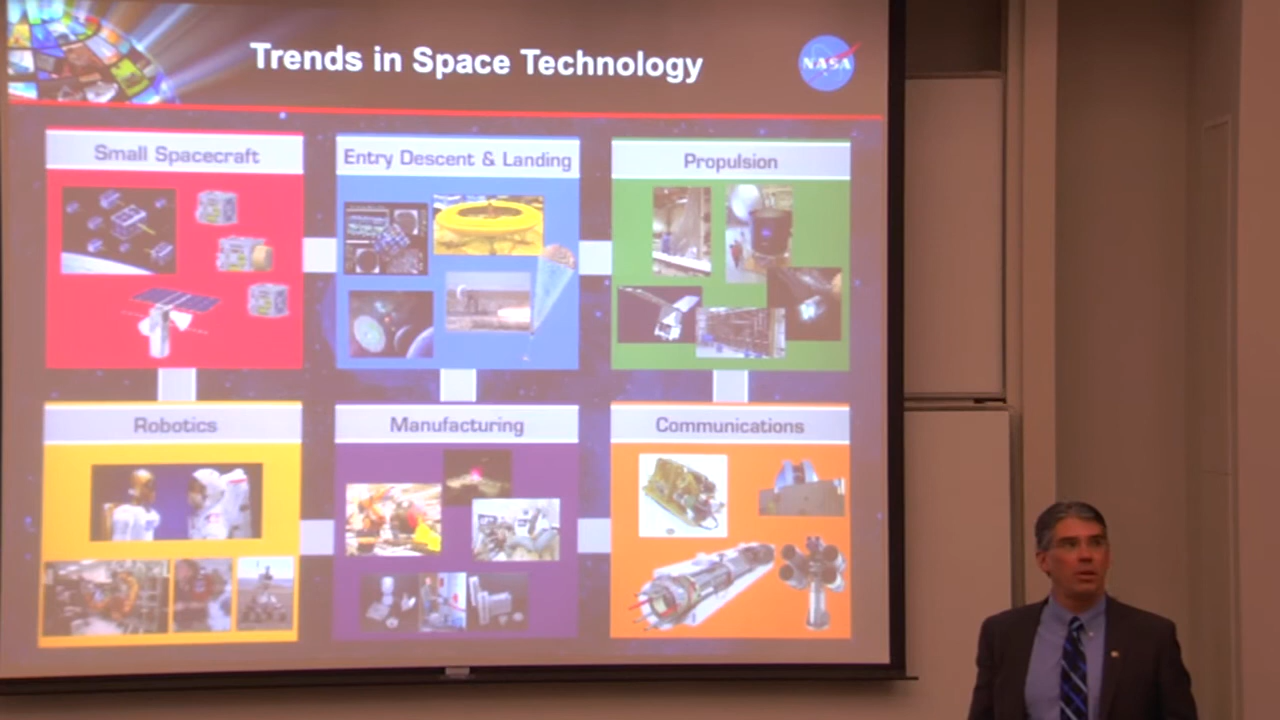 Trends in Space Technology
NASA
Small Spacecraft
Entry Descent & Landing
Propulsion
Robotics
Manufacturing
Communications